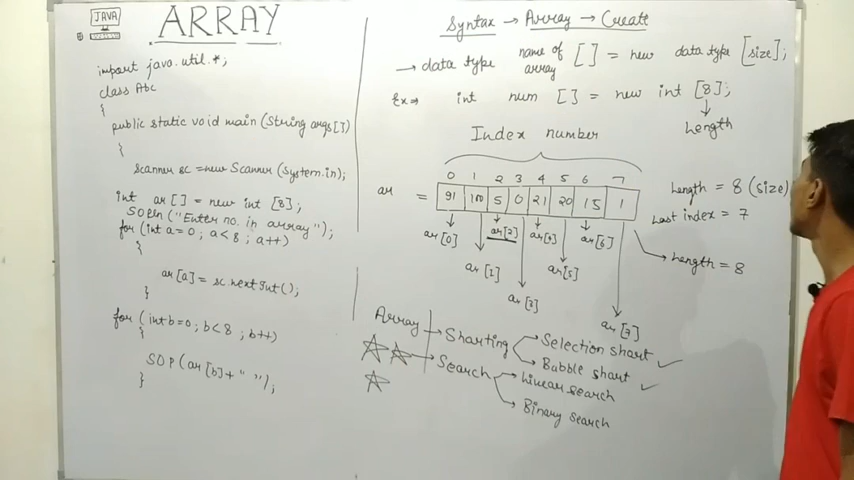 JAVA
ARRAY
import java.util.*;
class Abc
{
public static void main (String args[])
{
Scanner sc = new Scanner (System.in);
int ar [] = new int [8];
SOPln ("Enter no. in array");
for (int a=0; a<8; a++)
{
ar[a] = sc.nextInt();
}
for (int b=0; b<8; b++)
{
SOP(ar[b]+" ");
}
Syntax → Array → Create
→ data type name of array [] = new data type [size];
Ex ⇒ int num [] = new int [8];
Length
Index number
0 1 2 3 4 5 6 7
ar = 91 100 5 0 21 20 15 1
Length = 8 (size)
Last index = 7
Length = 8
ar[0] ar[2] ar[4] ar[6]
ar[1] ar[5]
ar[3]
ar[7]
Array
Sharting
Selection shart ✓
Bubble shart ✓
Search
Linear search
Binary search